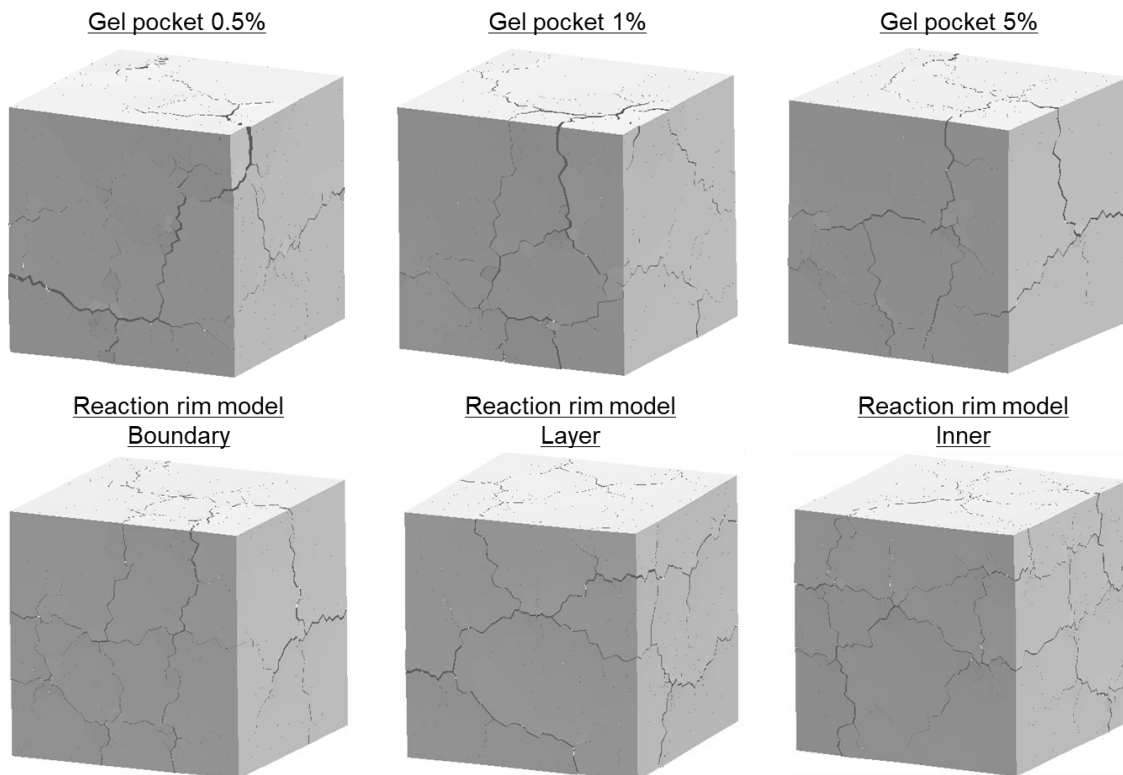 Gel pocket 0.5%
Gel pocket 1%
Gel pocket 5%
Reaction rim model
Boundary
Reaction rim model
Layer
Reaction rim model
Inner